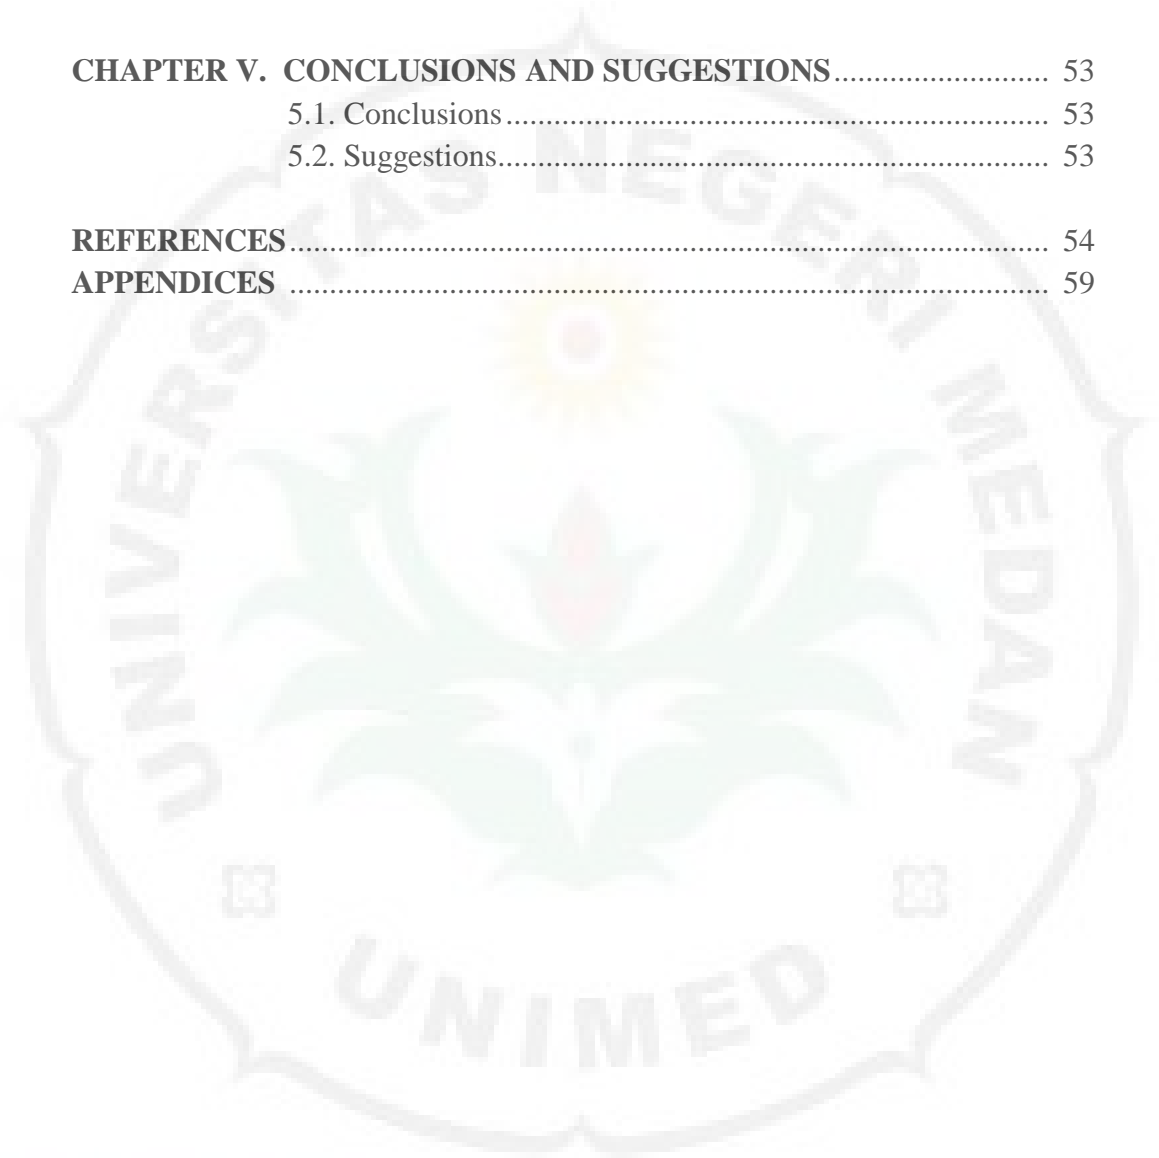 CHAPTER V. CONCLUSIONS AND SUGGESTIONS........................... 53
5.1. Conclusions.................................................................... 53
5.2. Suggestions..................................................................... 53
REFERENCES............................................................................................... 54
APPENDICES ............................................................................................... 59
UNIVERSITAS NEGERI MEDAN
UNIMED